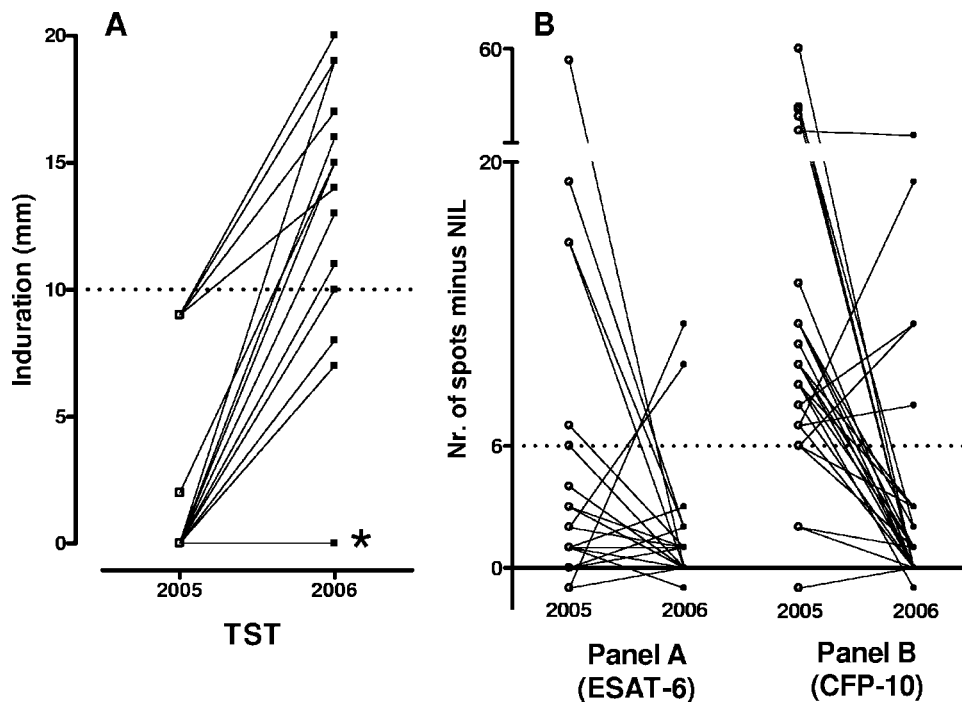 A
Induration (mm)
20
15
10
5
0
*
2005
2006
TST
B
Nr. of spots minus NIL
60
20
6
0
2005
2006
2005
2006
Panel A
(ESAT-6)
Panel B
(CFP-10)